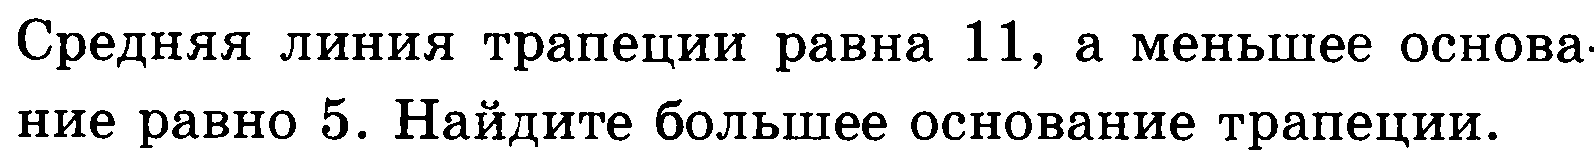 Средняя линия трапеции равна 11, а меньшее основа-
ние равно 5. Найдите большее основание трапеции.